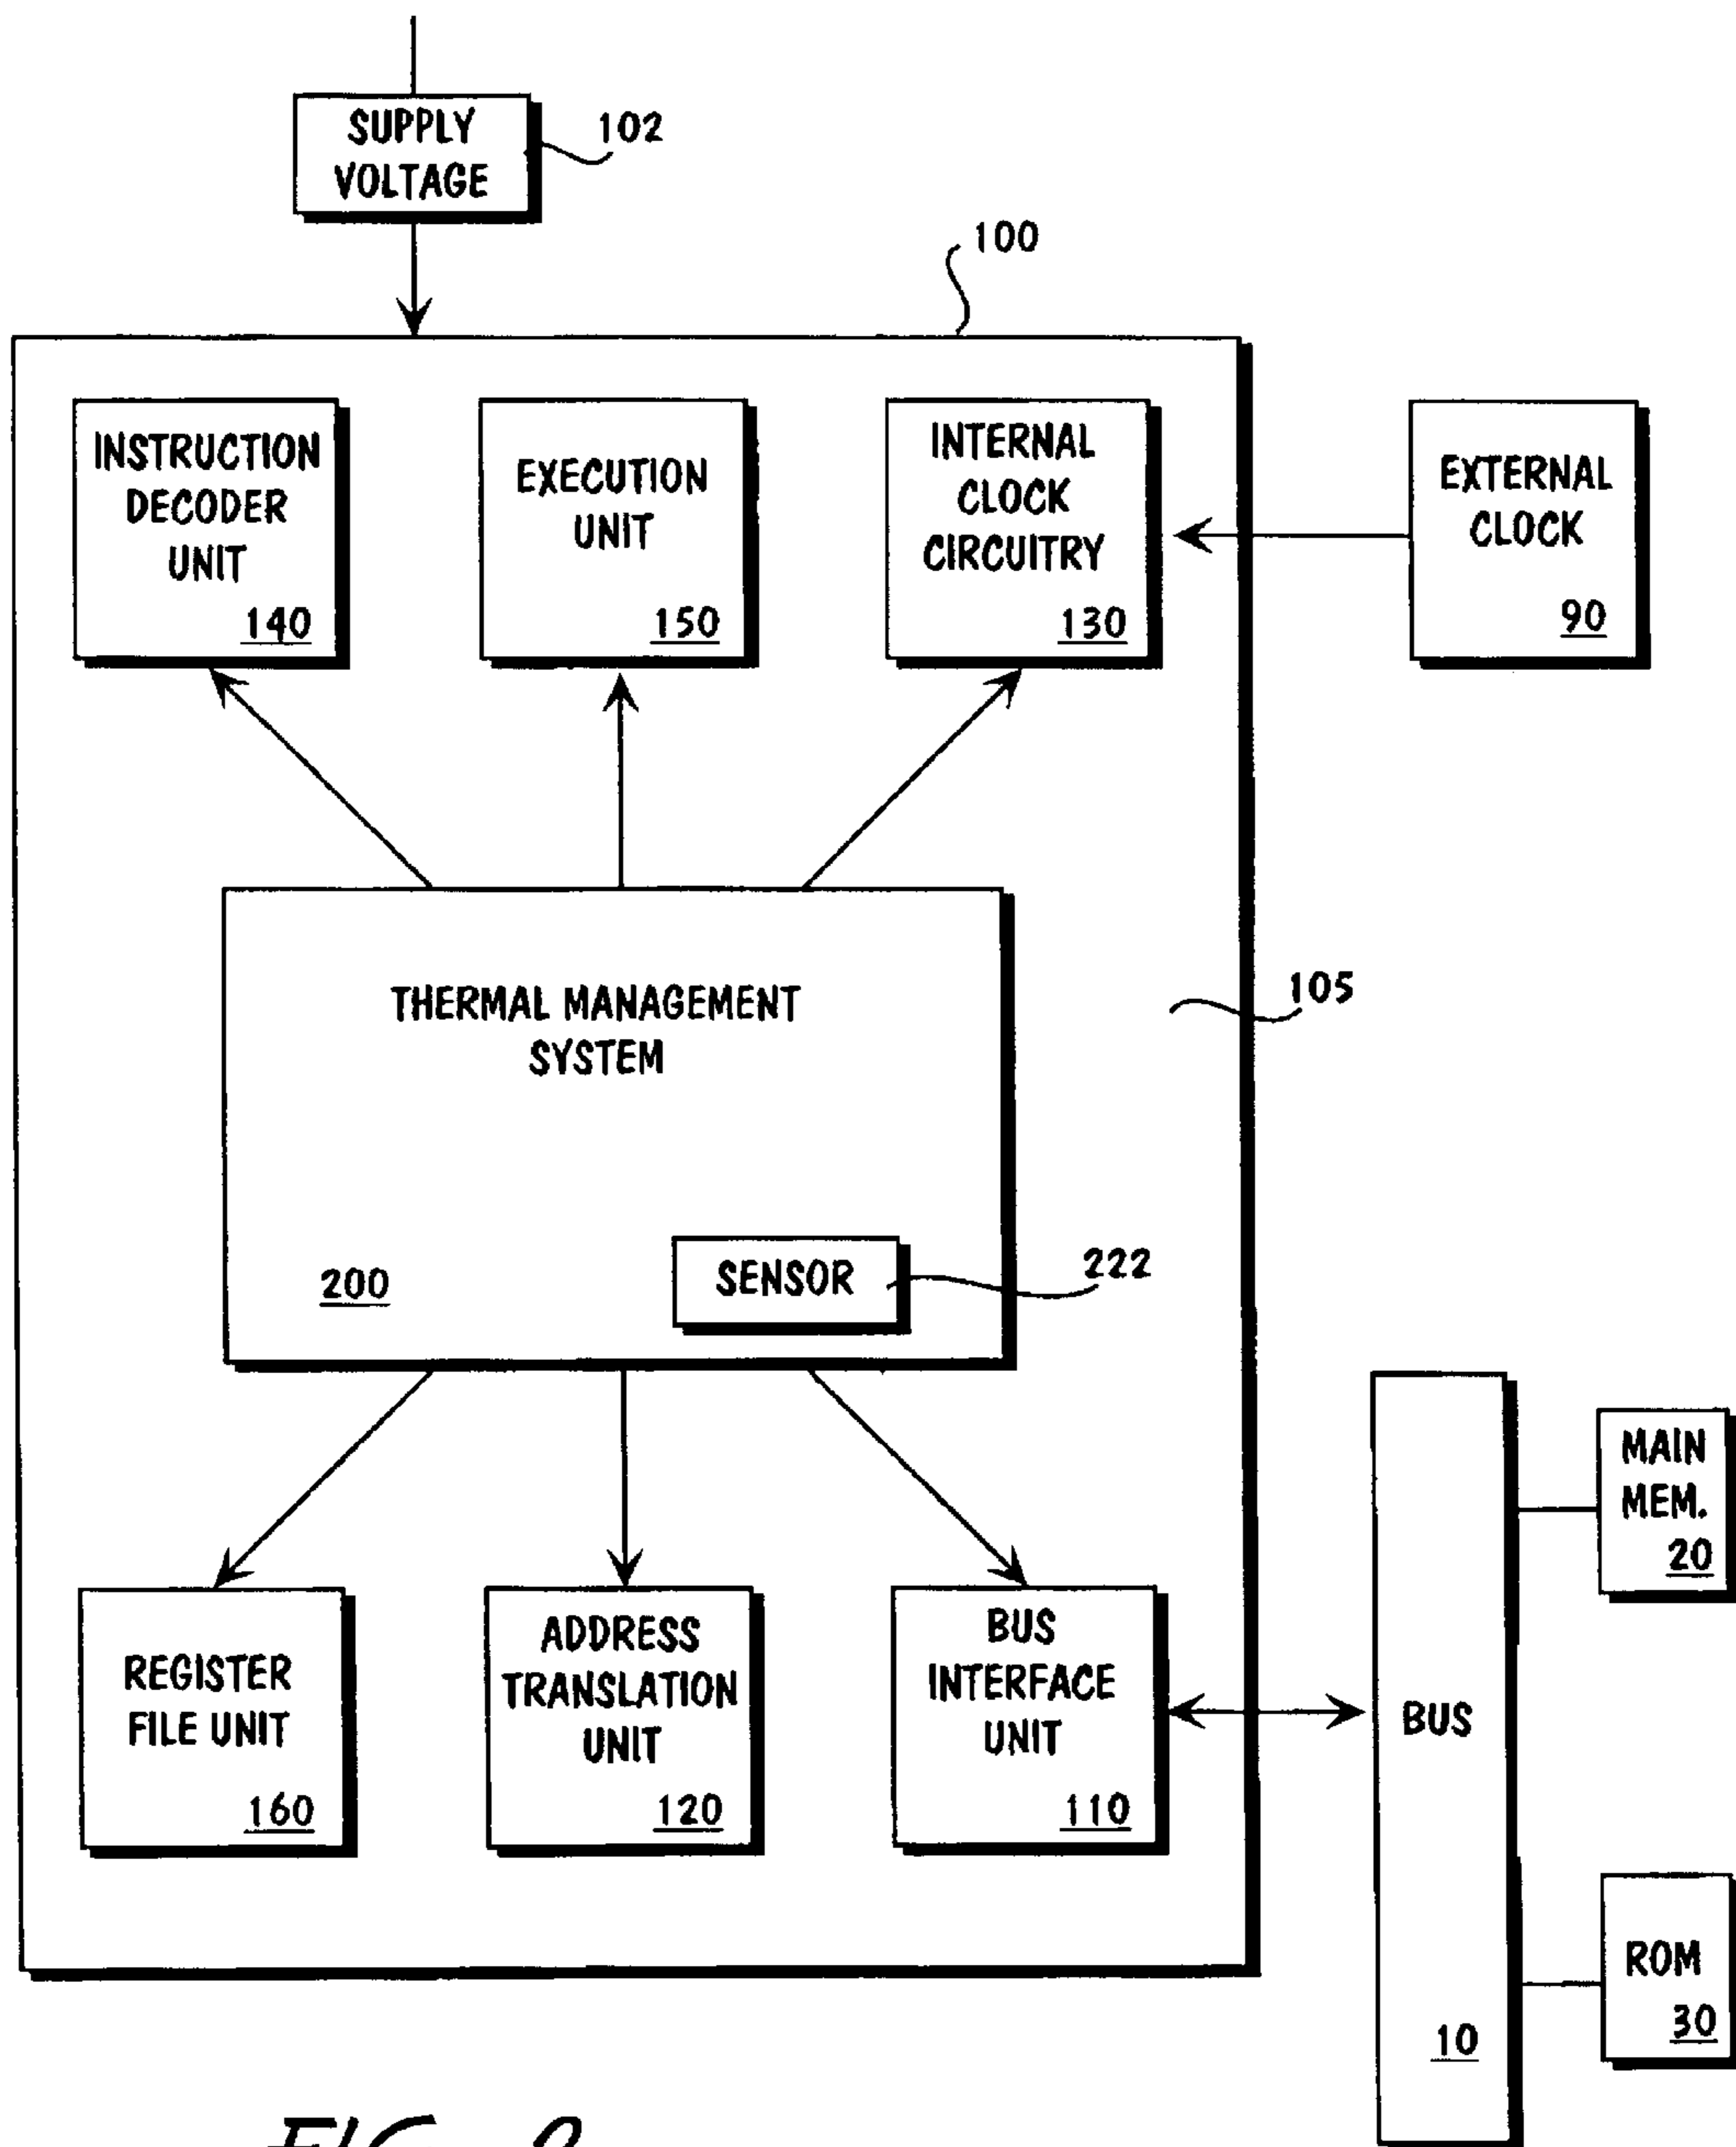 SUPPLY
VOLTAGE
102
100
INSTRUCTION
DECODER
UNIT
140
EXECUTION
UNIT
150
INTERNAL
CLOCK
CIRCUITRY
130
EXTERNAL
CLOCK
90
THERMAL MANAGEMENT
SYSTEM
105
200
SENSOR
222
MAIN
MEM.
20
REGISTER
FILE UNIT
160
ADDRESS
TRANSLATION
UNIT
120
BUS
INTERFACE
UNIT
110
BUS
10
ROM
30